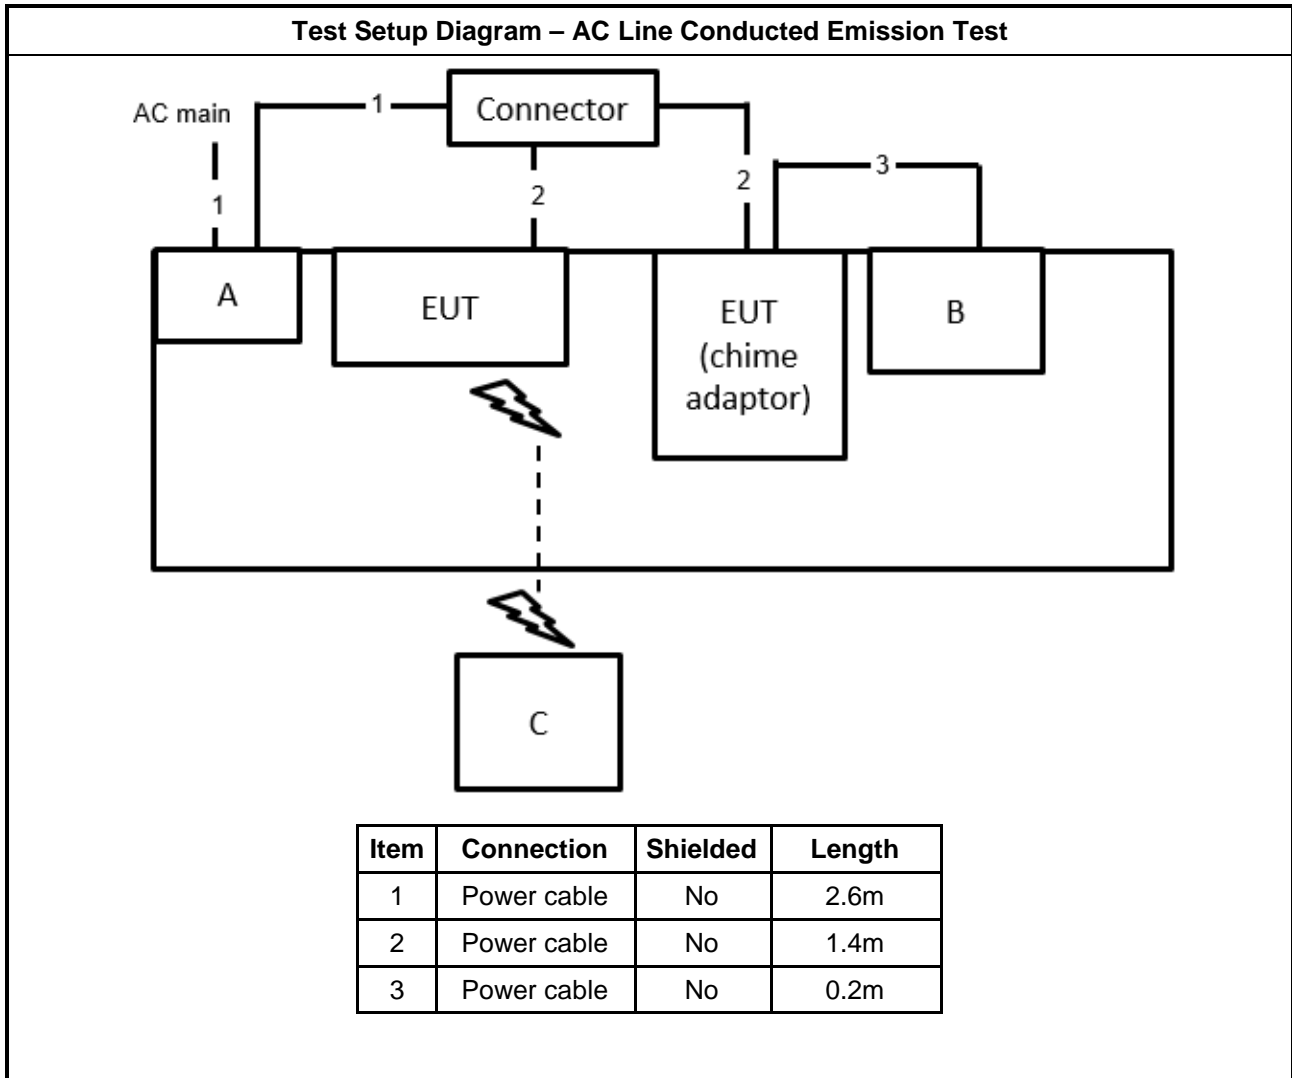 Test Setup Diagram – AC Line Conducted Emission Test
AC main
1
Connector
1
2
2
3
A
EUT
EUT
(chime
adaptor)
B
C
Item Connection Shielded Length
1 Power cable No 2.6m
2 Power cable No 1.4m
3 Power cable No 0.2m